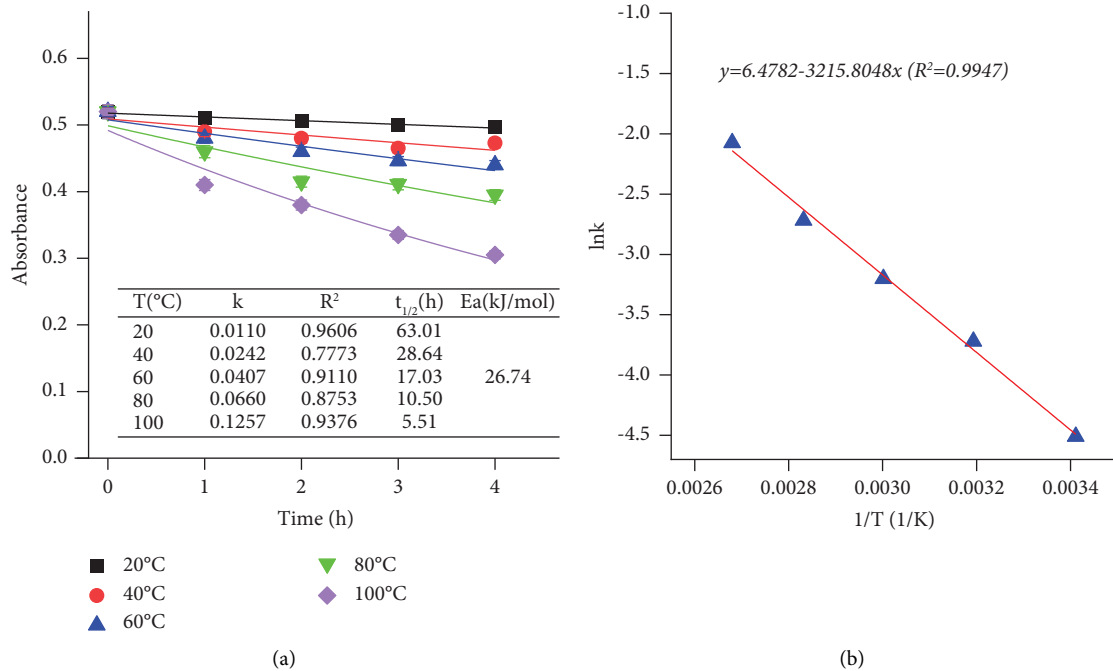 0.6
0.5
0.4
0.3
0.2
0.1
0.0
Absorbance
T(°C) k R² t1/2(h) Ea(kJ/mol)
20 0.0110 0.9606 63.01
40 0.0242 0.7773 28.64
60 0.0407 0.9110 17.03 26.74
80 0.0660 0.8753 10.50
100 0.1257 0.9376 5.51
0 1 2 3 4
Time (h)
20°C
40°C
60°C
80°C
100°C
(a)
-1.0
-1.5
-2.0
-2.5
-3.0
-3.5
-4.0
-4.5
lnk
y=6.4782-3215.8048x (R²=0.9947)
0.0026 0.0028 0.0030 0.0032 0.0034
1/T (1/K)
(b)